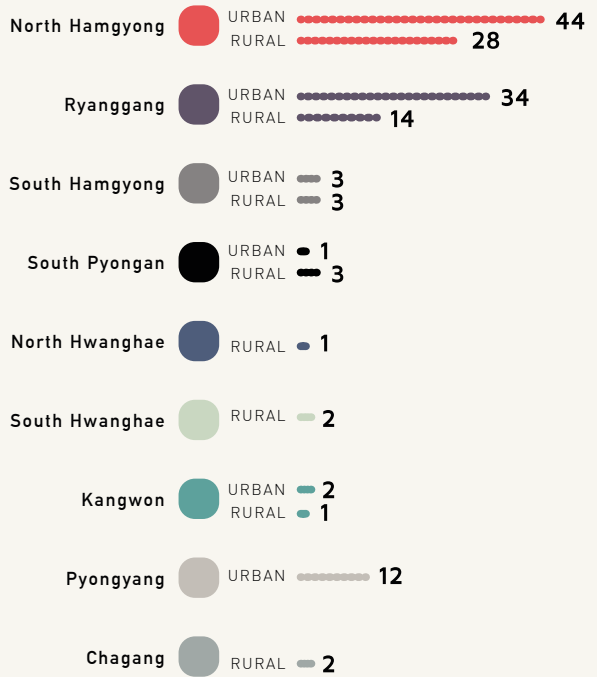 North Hamgyong URBAN 44
RURAL 28
Ryanggang URBAN 34
RURAL 14
South Hamgyong URBAN 3
RURAL 3
South Pyongan URBAN 1
RURAL 3
North Hwanghae RURAL 1
South Hwanghae RURAL 2
Kangwon URBAN 2
RURAL 1
Pyongyang URBAN 12
Chagang RURAL 2